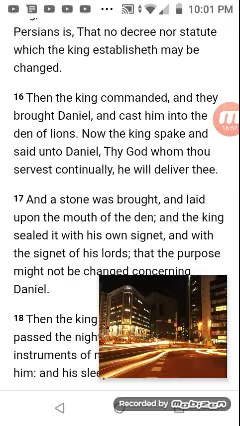 10:01 PM
Persians is, That no decree nor statute
which the king establisheth may be
changed.
16 Then the king commanded, and they
brought Daniel, and cast him into the
den of lions. Now the king spake and
said unto Daniel, Thy God whom thou
servest continually, he will deliver thee.
17 And a stone was brought, and laid
upon the mouth of the den; and the king
sealed it with his own signet, and with
the signet of his lords; that the purpose
might not be changed concerning
Daniel.
18 Then the king
passed the nigh
instruments of
him: and his slee
Recorded by mobizen